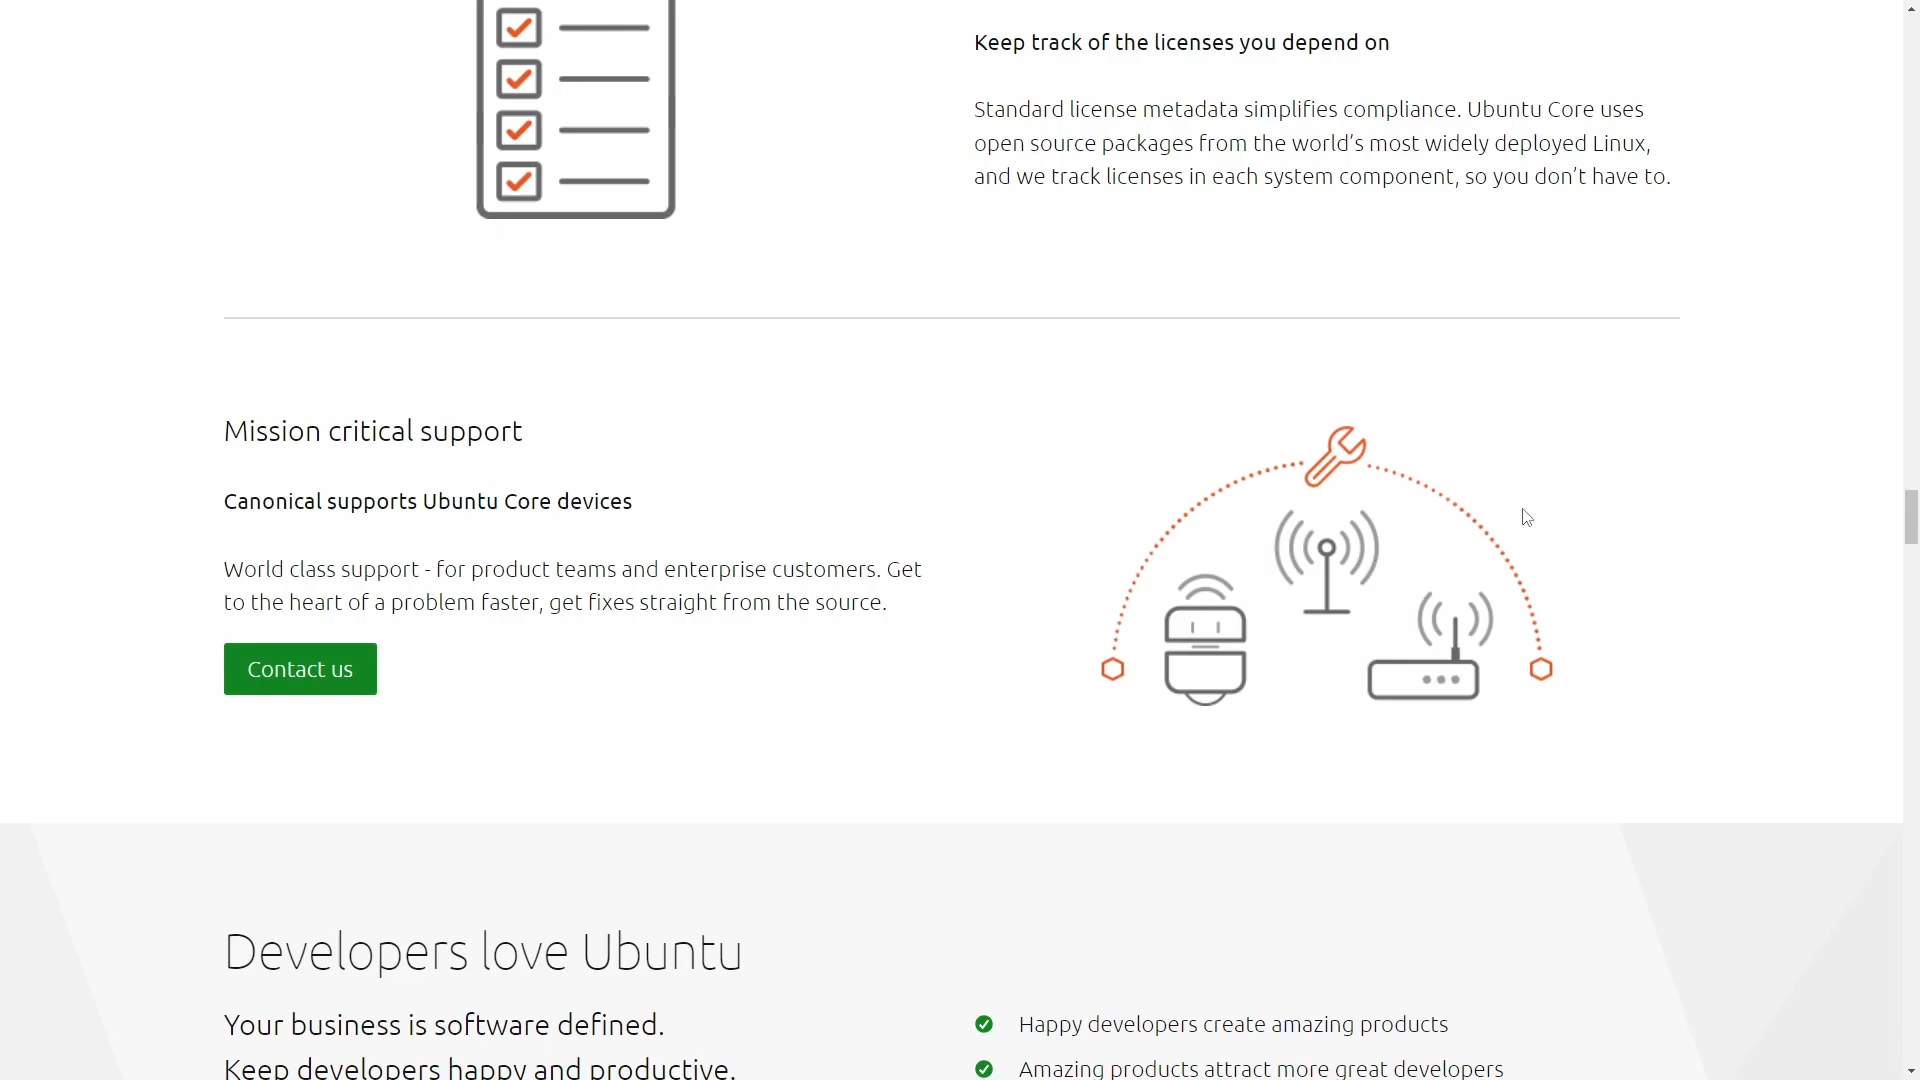 Keep track of the licenses you depend on
Standard license metadata simplifies compliance. Ubuntu Core uses
open source packages from the world’s most widely deployed Linux,
and we track licenses in each system component, so you don’t have to.
Mission critical support
Canonical supports Ubuntu Core devices
World class support - for product teams and enterprise customers. Get
to the heart of a problem faster, get fixes straight from the source.
Contact us
Developers love Ubuntu
Your business is software defined.
Keep developers happy and productive.
Happy developers create amazing products
Amazing products attract more great developers